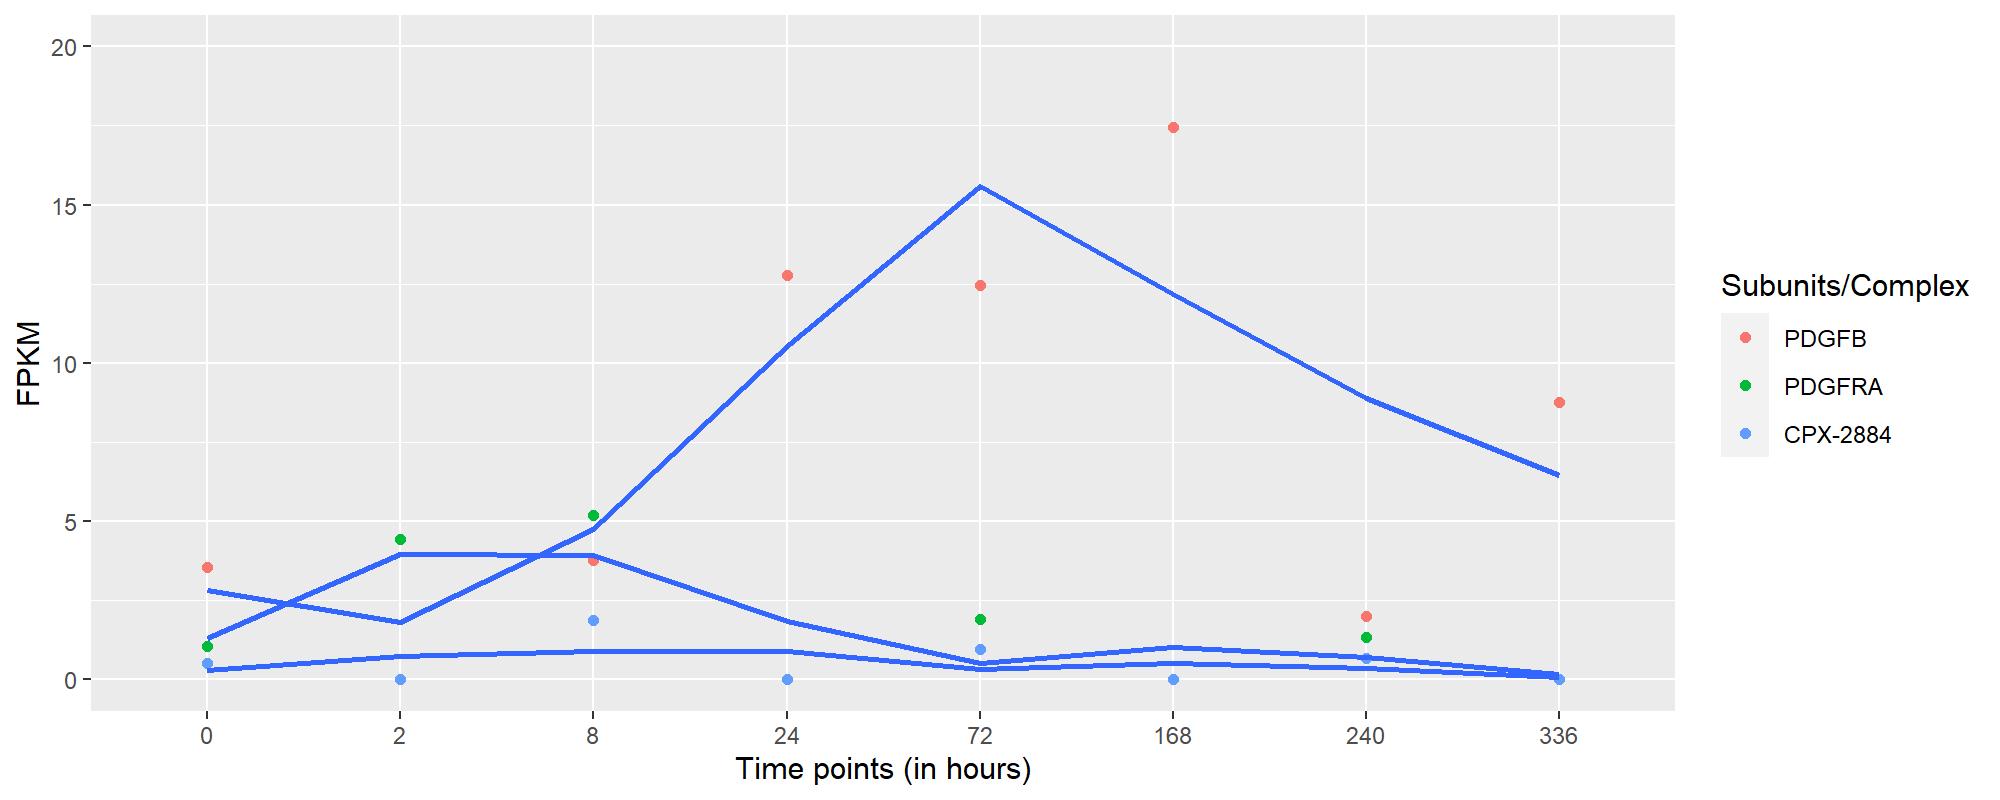 20
15
10
5
0
FPKM
0 2 8 24 72 168 240 336
Time points (in hours)
Subunits/Complex
PDGFB
PDGFRA
CPX-2884